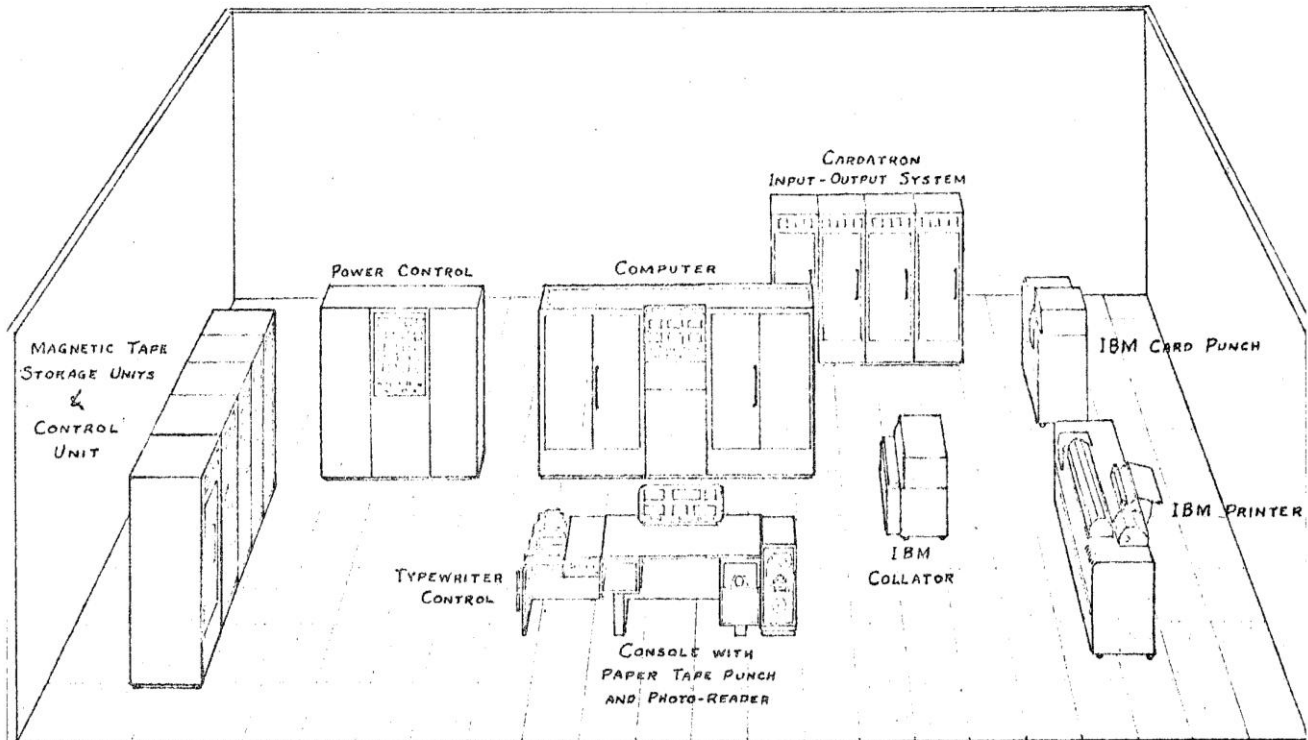 CARDATRON
INPUT-OUTPUT SYSTEM
POWER CONTROL
COMPUTER
MAGNETIC TAPE
STORAGE UNITS
&
CONTROL
UNIT
IBM CARD PUNCH
IBM PRINTER
IBM
COLLATOR
TYPEWRITER
CONTROL
CONSOLE WITH
PAPER TAPE PUNCH
AND PHOTO-READER